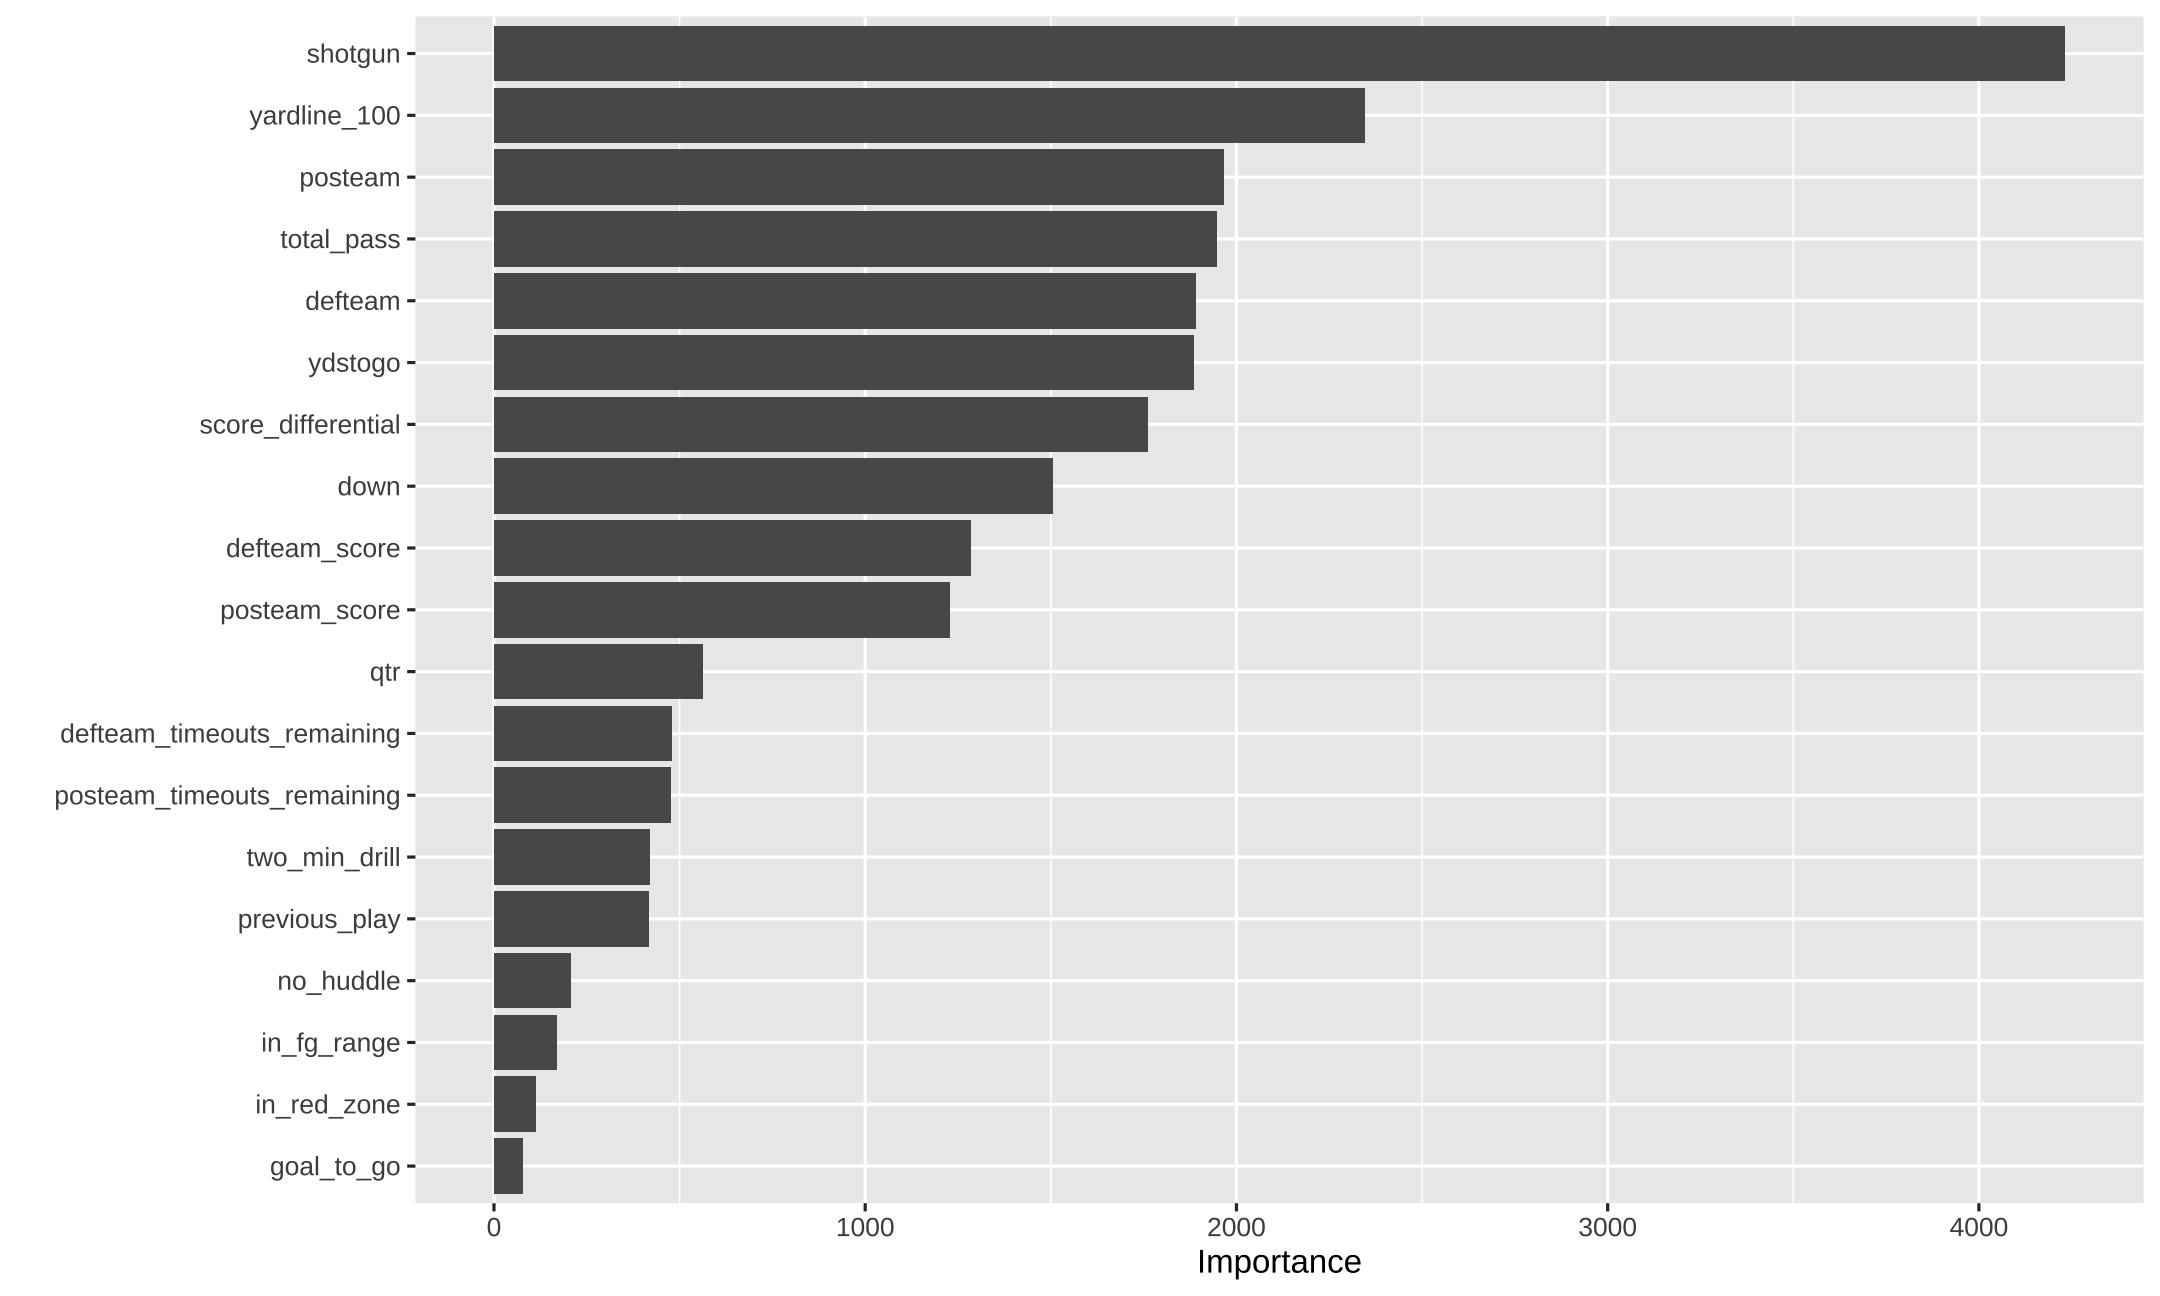 shotgun
yardline_100
posteam
total_pass
defteam
ydstogo
score_differential
down
defteam_score
posteam_score
qtr
defteam_timeouts_remaining
posteam_timeouts_remaining
two_min_drill
previous_play
no_huddle
in_fg_range
in_red_zone
goal_to_go
0 1000 2000 3000 4000
Importance